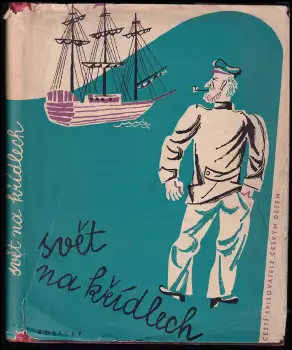 svět na křídlech
svět
na křídlech
ČEŠTÍ SPISOVATELÉ ČESKÝM DĚTEM